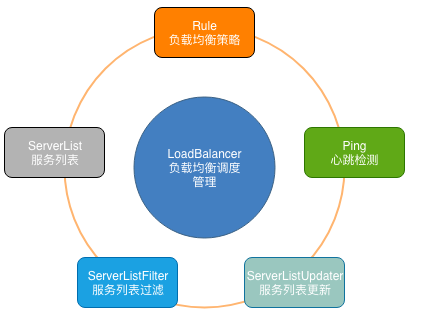 Rule
负载均衡策略
ServerList
服务列表
LoadBalancer
负载均衡调度
管理
Ping
心跳检测
ServerListFilter
服务列表过滤
ServerListUpdater
服务列表更新